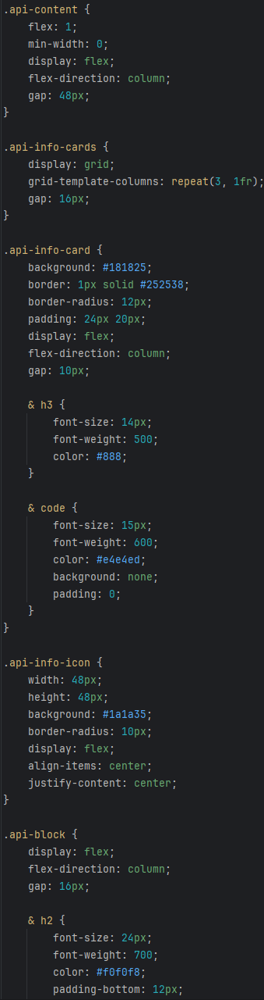 .api-content {
    flex: 1;
    min-width: 0;
    display: flex;
    flex-direction: column;
    gap: 48px;
}

.api-info-cards {
    display: grid;
    grid-template-columns: repeat(3, 1fr);
    gap: 16px;
}

.api-info-card {
    background: #181825;
    border: 1px solid #252538;
    border-radius: 12px;
    padding: 24px 20px;
    display: flex;
    flex-direction: column;
    gap: 10px;

    & h3 {
        font-size: 14px;
        font-weight: 500;
        color: #888;
    }

    & code {
        font-size: 15px;
        font-weight: 600;
        color: #e4e4ed;
        background: none;
        padding: 0;
    }
}

.api-info-icon {
    width: 48px;
    height: 48px;
    background: #1a1a35;
    border-radius: 10px;
    display: flex;
    align-items: center;
    justify-content: center;
}

.api-block {
    display: flex;
    flex-direction: column;
    gap: 16px;

    & h2 {
        font-size: 24px;
        font-weight: 700;
        color: #f0f0f8;
        padding-bottom: 12px;